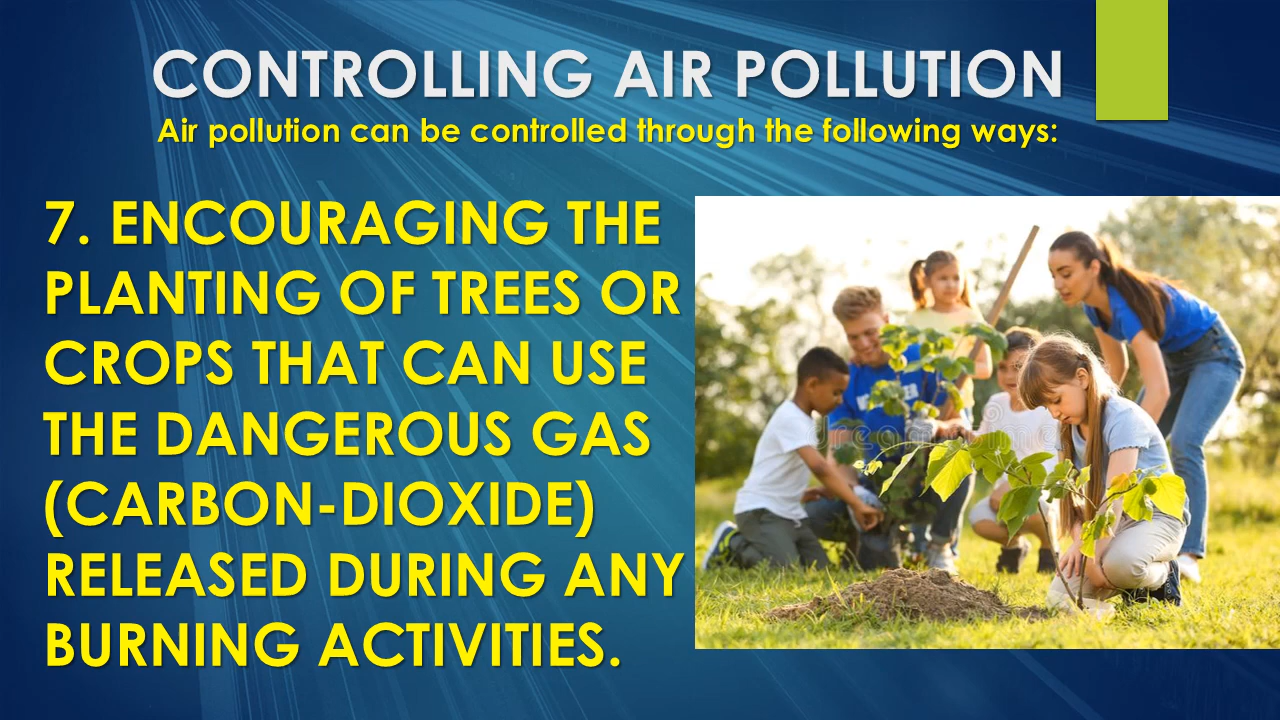 CONTROLLING AIR POLLUTION
Air pollution can be controlled through the following ways:
7. ENCOURAGING THE
PLANTING OF TREES OR
CROPS THAT CAN USE
THE DANGEROUS GAS
(CARBON-DIOXIDE)
RELEASED DURING ANY
BURNING ACTIVITIES.